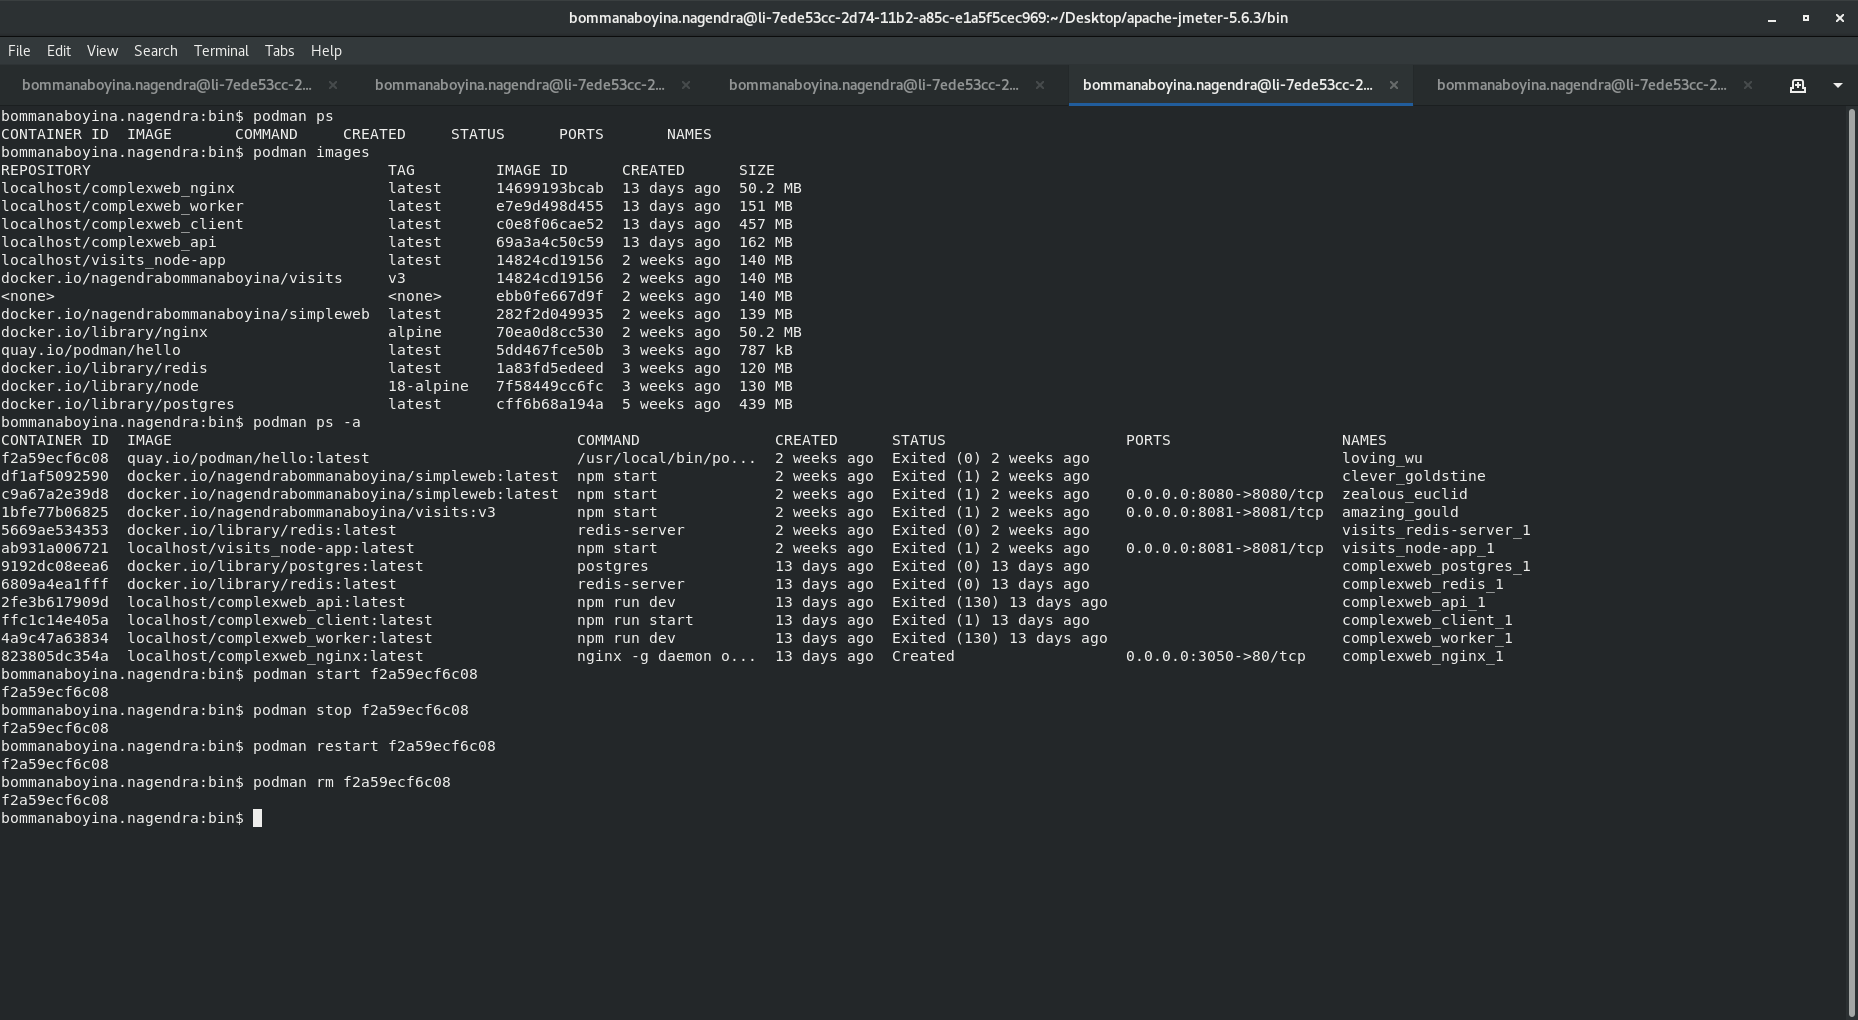 bommanaboyina.nagendra@li-7ede53cc-2d74-11b2-a85c-e1a5f5cec969:~/Desktop/apache-jmeter-5.6.3/bin
File Edit View Search Terminal Tabs Help
bommanaboyina.nagendra@li-7ede53cc-2... × bommanaboyina.nagendra@li-7ede53cc-2... × bommanaboyina.nagendra@li-7ede53cc-2... × bommanaboyina.nagendra@li-7ede53cc-2... × bommanaboyina.nagendra@li-7ede53cc-2... ×
bommanaboyina.nagendra:bin$ podman ps
CONTAINER ID  IMAGE       COMMAND     CREATED     STATUS      PORTS       NAMES
bommanaboyina.nagendra:bin$ podman images
REPOSITORY                                 TAG         IMAGE ID      CREATED      SIZE
localhost/complexweb_nginx                 latest      14699193bcab  13 days ago  50.2 MB
localhost/complexweb_worker                latest      e7e9d498d455  13 days ago  151 MB
localhost/complexweb_client                latest      c0e8f06cae52  13 days ago  457 MB
localhost/complexweb_api                   latest      69a3a4c50c59  13 days ago  162 MB
localhost/visits_node-app                  latest      14824cd19156  2 weeks ago  140 MB
docker.io/nagendrabommanaboyina/visits     v3          14824cd19156  2 weeks ago  140 MB
<none>                                     <none>      ebb0fe667d9f  2 weeks ago  140 MB
docker.io/nagendrabommanaboyina/simpleweb  latest      282f2d049935  2 weeks ago  139 MB
docker.io/library/nginx                    alpine      70ea0d8cc530  2 weeks ago  50.2 MB
quay.io/podman/hello                       latest      5dd467fce50b  3 weeks ago  787 kB
docker.io/library/redis                    latest      1a83fd5edeed  3 weeks ago  120 MB
docker.io/library/node                     18-alpine   7f58449cc6fc  3 weeks ago  130 MB
docker.io/library/postgres                 latest      cff6b68a194a  5 weeks ago  439 MB
bommanaboyina.nagendra:bin$ podman ps -a
CONTAINER ID  IMAGE                                             COMMAND               CREATED      STATUS                    PORTS                   NAMES
f2a59ecf6c08  quay.io/podman/hello:latest                       /usr/local/bin/po...  2 weeks ago  Exited (0) 2 weeks ago                            loving_wu
df1af5092590  docker.io/nagendrabommanaboyina/simpleweb:latest  npm start             2 weeks ago  Exited (1) 2 weeks ago                            clever_goldstine
c9a67a2e39d8  docker.io/nagendrabommanaboyina/simpleweb:latest  npm start             2 weeks ago  Exited (1) 2 weeks ago    0.0.0.0:8080->8080/tcp  zealous_euclid
1bfe77b06825  docker.io/nagendrabommanaboyina/visits:v3         npm start             2 weeks ago  Exited (1) 2 weeks ago    0.0.0.0:8081->8081/tcp  amazing_gould
5669ae534353  docker.io/library/redis:latest                    redis-server          2 weeks ago  Exited (0) 2 weeks ago                            visits_redis-server_1
ab931a006721  localhost/visits_node-app:latest                  npm start             2 weeks ago  Exited (1) 2 weeks ago    0.0.0.0:8081->8081/tcp  visits_node-app_1
9192dc08eea6  docker.io/library/postgres:latest                 postgres              13 days ago  Exited (0) 13 days ago                            complexweb_postgres_1
6809a4ea1fff  docker.io/library/redis:latest                    redis-server          13 days ago  Exited (0) 13 days ago                            complexweb_redis_1
2fe3b617909d  localhost/complexweb_api:latest                   npm run dev           13 days ago  Exited (130) 13 days ago                          complexweb_api_1
ffc1c14e405a  localhost/complexweb_client:latest                npm run start         13 days ago  Exited (1) 13 days ago                            complexweb_client_1
4a9c47a63834  localhost/complexweb_worker:latest                npm run dev           13 days ago  Exited (130) 13 days ago                          complexweb_worker_1
823805dc354a  localhost/complexweb_nginx:latest                 nginx -g daemon o...  13 days ago  Created                   0.0.0.0:3050->80/tcp    complexweb_nginx_1
bommanaboyina.nagendra:bin$ podman start f2a59ecf6c08
f2a59ecf6c08
bommanaboyina.nagendra:bin$ podman stop f2a59ecf6c08
f2a59ecf6c08
bommanaboyina.nagendra:bin$ podman restart f2a59ecf6c08
f2a59ecf6c08
bommanaboyina.nagendra:bin$ podman rm f2a59ecf6c08
f2a59ecf6c08
bommanaboyina.nagendra:bin$